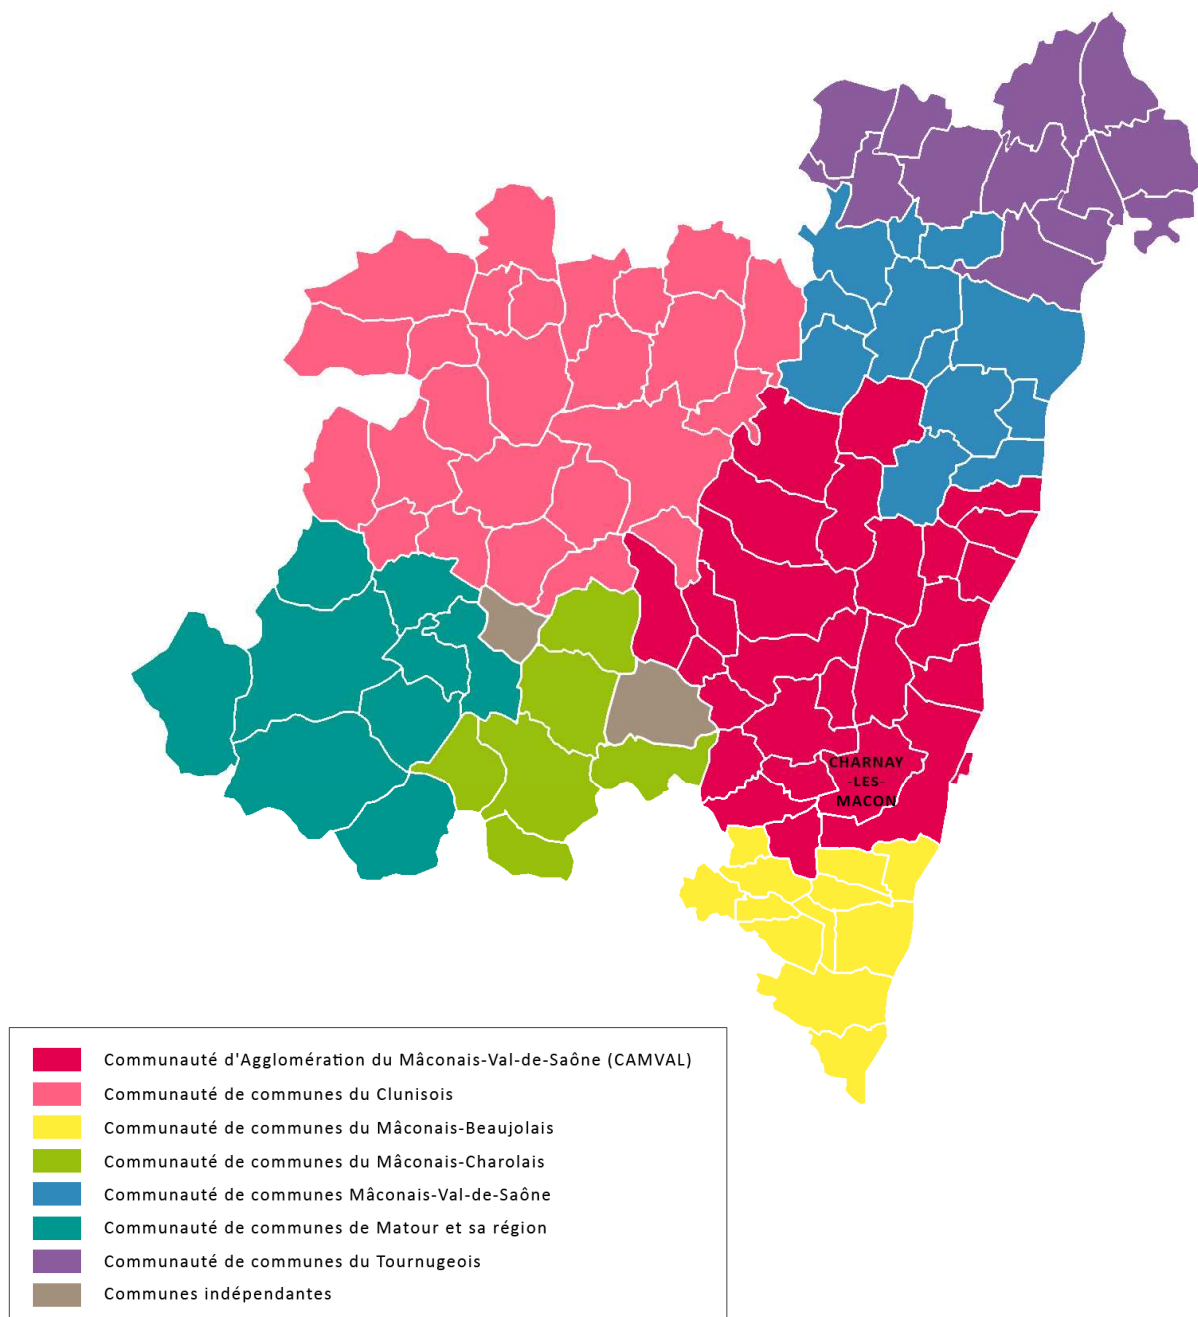 CHARNAY
-LES-
MACON
Communauté d'Agglomération du Mâconais-Val-de-Saône (CAMVAL)
Communauté de communes du Clunisois
Communauté de communes du Mâconais-Beaujolais
Communauté de communes du Mâconais-Charolais
Communauté de communes Mâconais-Val-de-Saône
Communauté de communes de Matour et sa région
Communauté de communes du Tournugeois
Communes indépendantes